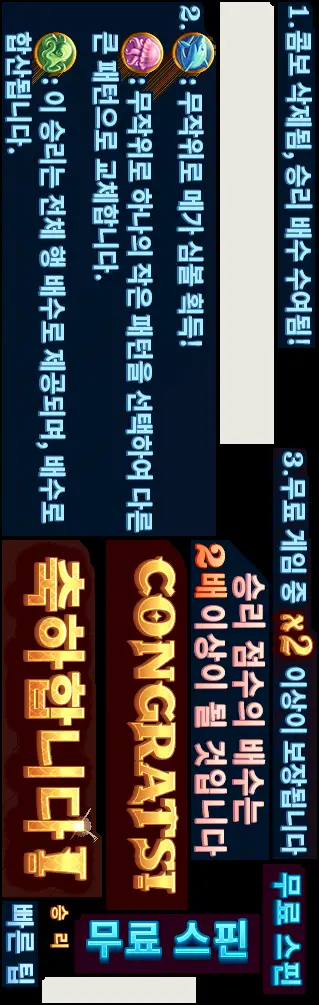 1. 콤보 삭제됨, 승리 배수 수여됨!
2.
: 무작위로 메가 심볼 획득!
: 무작위로 하나의 작은 패턴을 선택하여 다른
큰 패턴으로 교체합니다.
: 이 승리는 전체 행 배수로 제공되며, 배수로
합산됩니다.
3.무료 게임 중 x2 이상이 보장됩니다
승리 점수의 배수는
2배 이상이 될 것입니다
CONGRATS!
축하합니다!
무료 스핀
무료 스핀
승리
빠른 팁